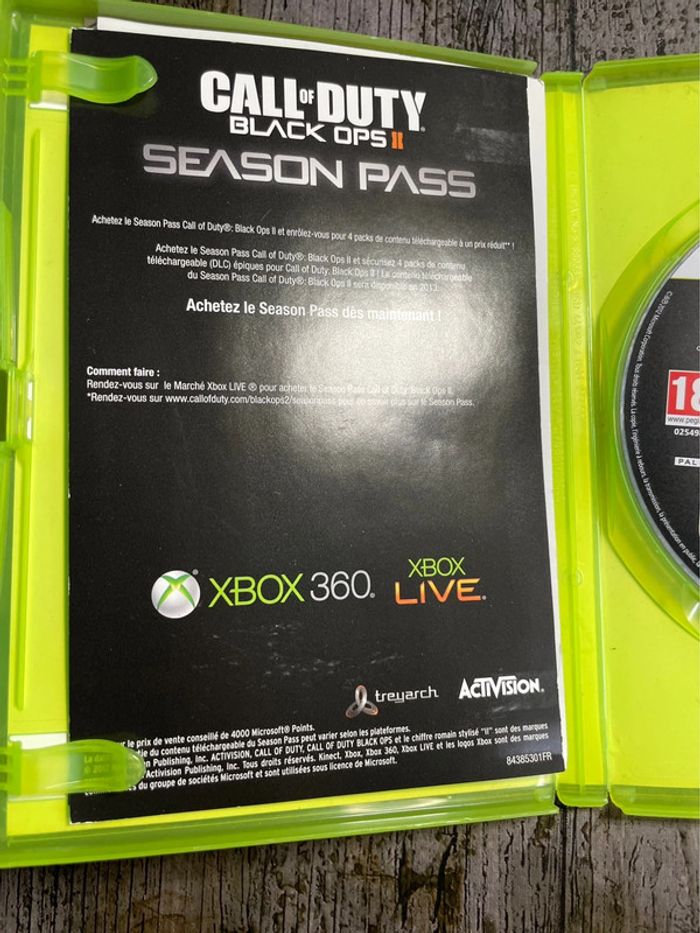 CALL OF DUTY®
BLACK OPS II
SEASON PASS
Achetez le Season Pass Call of Duty®: Black Ops II et enrôlez-vous pour 4 packs de contenu téléchargeable à un prix réduit** !
Achetez le Season Pass Call of Duty®: Black Ops II et sécurisez 4 packs de contenu
téléchargeable (DLC) épiques pour Call of Duty: Black Ops II ! Le contenu téléchargeable
du Season Pass Call of Duty®: Black Ops II sera disponible en 2013.
Achetez le Season Pass dès maintenant !
Comment faire :
Rendez-vous sur le Marché Xbox LIVE ® pour acheter le Season Pass Call of Duty: Black Ops II.
*Rendez-vous sur www.callofduty.com/blackops2/seasonpass pour en savoir plus sur le Season Pass.
XBOX 360®
XBOX
LIVE®
treyarch
ACTIVISION®
le prix de vente conseillé de 4000 Microsoft® Points.
du contenu téléchargeable du Season Pass peut varier selon les plateformes.
Publishing, Inc. ACTIVISION, CALL OF DUTY, CALL OF DUTY BLACK OPS et le chiffre romain stylisé "II" sont des marques
Activision Publishing, Inc. Tous droits réservés. Kinect, Xbox, Xbox 360, Xbox LIVE et les logos Xbox sont des marques
du groupe de sociétés Microsoft et sont utilisées sous licence de Microsoft.
84385301FR
18
www.pegi
02549
PAL